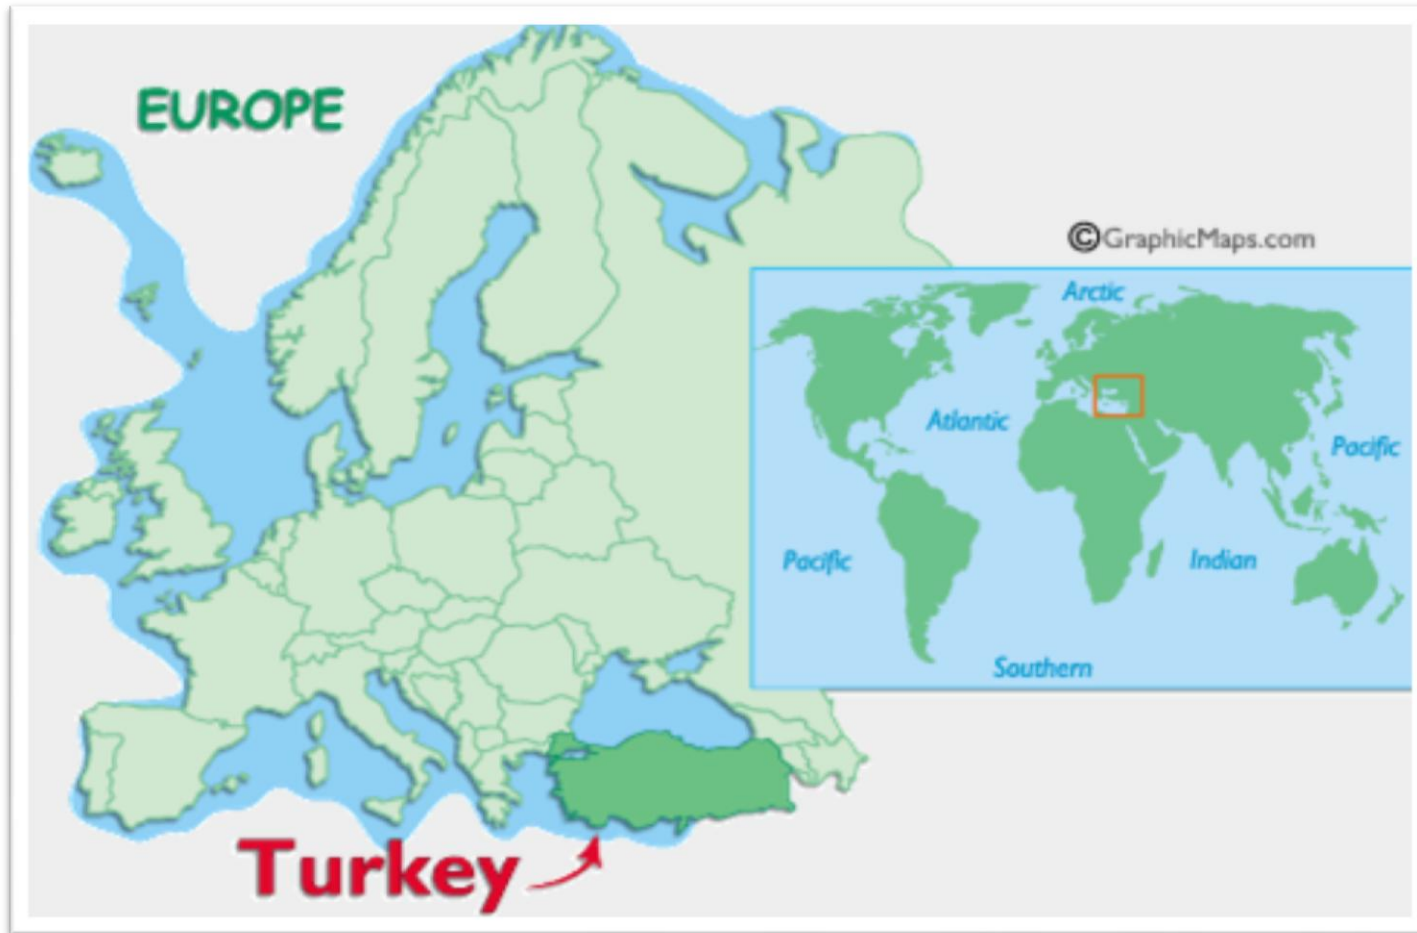 EUROPE
©GraphicMaps.com
Arctic
Atlantic
Pacific
Pacific
Indian
Southern
Turkey